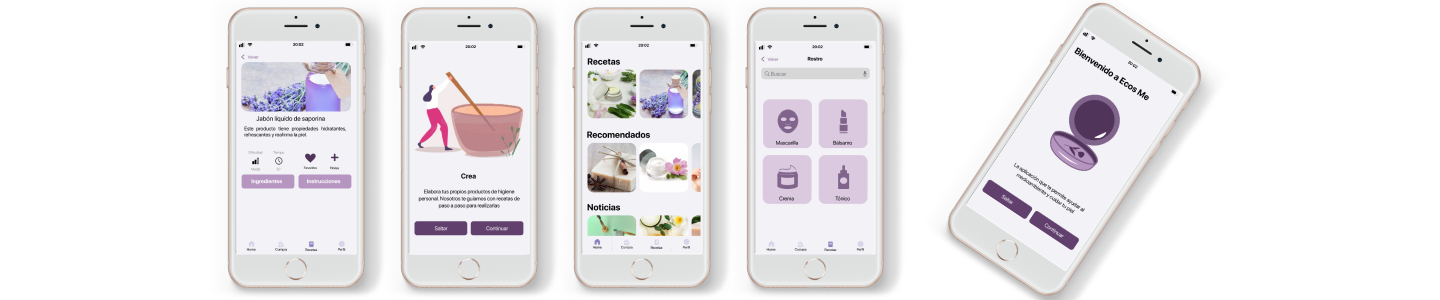 20:02
Volver
Jabón líquido de saporina
Este producto tiene propiedades hidratantes,
refrescantes y reafirma la piel.
Dificultad
Tiempo
Media
Favoritos
Notas
Ingredientes
Instrucciones
Home
Compra
Recetas
Perfil
20:02
Crea
Elabora tus propios productos de higiene
personal. Nosotros te guiamos con recetas de
paso a paso para realizarlas
Saltar
Continuar
20:02
Recetas
Recomendados
Noticias
Home
Compra
Recetas
Perfil
20:02
Volver
Rostro
Buscar
Mascarilla
Bálsamo
Crema
Tónico
Home
Compra
Recetas
Perfil
20:02
Bienvenido a Ecos Me
La aplicación que te permite ayudar al
medioambiente y cuidar tu piel
Saltar
Continuar